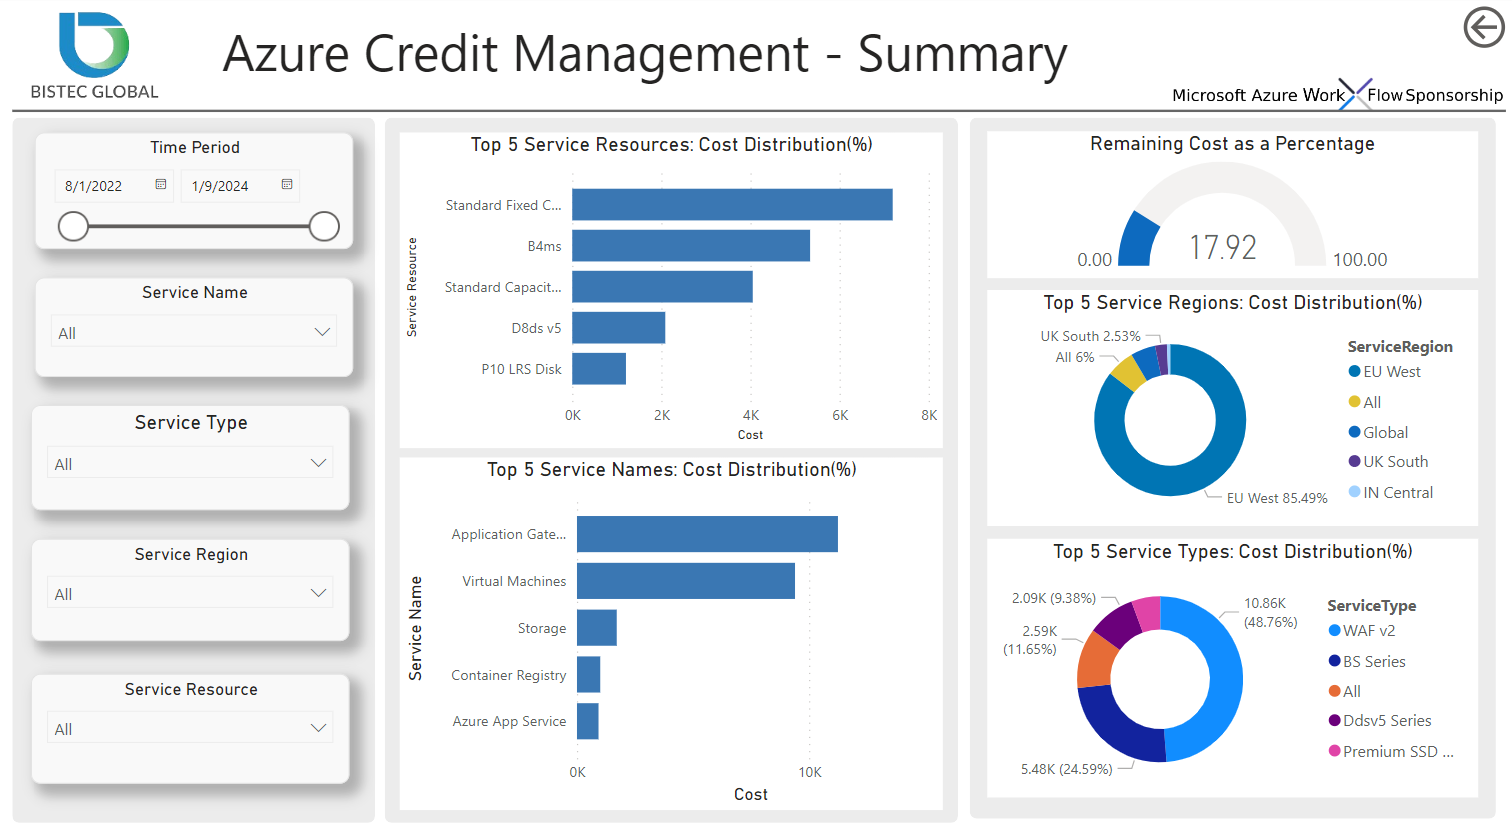 BISTEC GLOBAL
Azure Credit Management - Summary
Microsoft Azure Work Flow Sponsorship
Time Period
8/1/2022
1/9/2024
Service Name
All
Service Type
All
Service Region
All
Service Resource
All
Top 5 Service Resources: Cost Distribution(%)
Service Resource
Standard Fixed C...
B4ms
Standard Capacit...
D8ds v5
P10 LRS Disk
0K 2K 4K 6K 8K
Cost
Top 5 Service Names: Cost Distribution(%)
Service Name
Application Gate...
Virtual Machines
Storage
Container Registry
Azure App Service
0K 10K
Cost
Remaining Cost as a Percentage
0.00 17.92 100.00
Top 5 Service Regions: Cost Distribution(%)
UK South 2.53%
All 6%
EU West 85.49%
ServiceRegion
EU West
All
Global
UK South
IN Central
Top 5 Service Types: Cost Distribution(%)
2.09K (9.38%)
2.59K
(11.65%)
5.48K (24.59%)
10.86K
(48.76%)
ServiceType
WAF v2
BS Series
All
Ddsv5 Series
Premium SSD ...